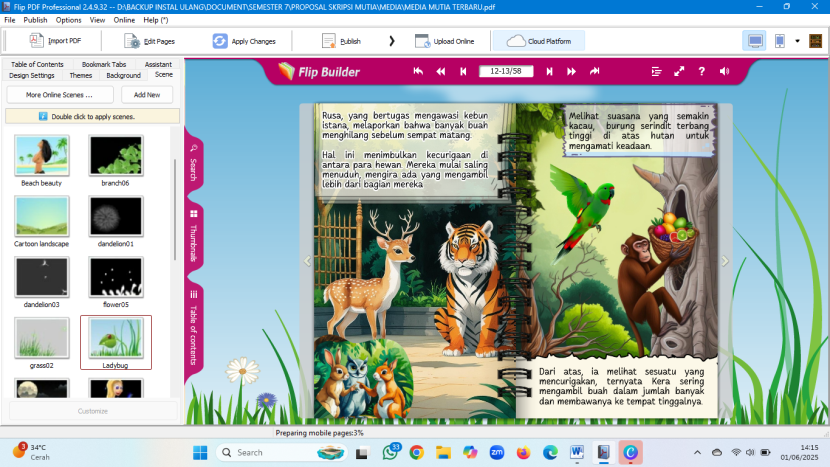 Flip PDF Professional 2.4.9.32 -- D:\BACKUP INSTAL ULANG\DOCUMENT\SEMESTER 7\PROPOSAL SKRIPSI MUTIA\MEDIA\MEDIA MUTIA TERBARU.pdf
File Publish Options View Online Help (*)
Import PDF
Edit Pages
Apply Changes
Publish
Upload Online
Cloud Platform
Table of Contents Bookmark Tabs Assistant
Design Settings Themes Background Scene
More Online Scenes ...
Add New
Double click to apply scenes.
Beach beauty
branch06
Cartoon landscape
dandelion01
dandelion03
flower05
grass02
Ladybug
Customize
Flip Builder
12-13/58
?
Search
Thumbnails
Table of contents
Rusa, yang bertugas mengawasi kebun
istana, melaporkan bahwa banyak buah
menghilang sebelum sempat matang.
Hal ini menimbulkan kecurigaan di
antara para hewan. Mereka mulai saling
menuduh, mengira ada yang mengambil
lebih dari bagian mereka
Melihat suasana yang semakin
kacau, burung serindit terbang
tinggi di atas hutan untuk
mengamati keadaan.
Dari atas, ia melihat sesuatu yang
mencurigakan, ternyata Kera sering
mengambil buah dalam jumlah banyak
dan membawanya ke tempat tinggalnya.
Preparing mobile pages:3%
3
34°C
Cerah
Search
33
14:15
01/06/2025